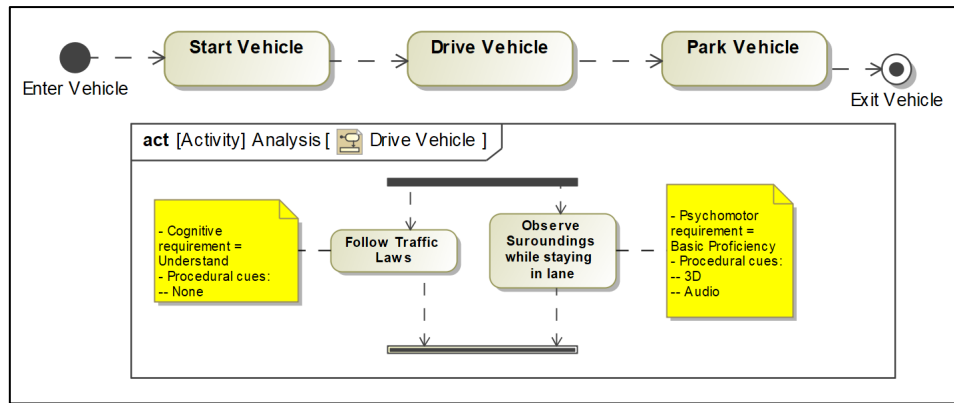 Start Vehicle
Drive Vehicle
Park Vehicle
Enter Vehicle
Exit Vehicle
act [Activity] Analysis [ Drive Vehicle ]
- Cognitive
requirement =
Understand
- Procedural cues:
-- None
Follow Traffic
Laws
Observe
Suroundings
while staying
in lane
- Psychomotor
requirement =
Basic Proficiency
- Procedural cues:
-- 3D
-- Audio